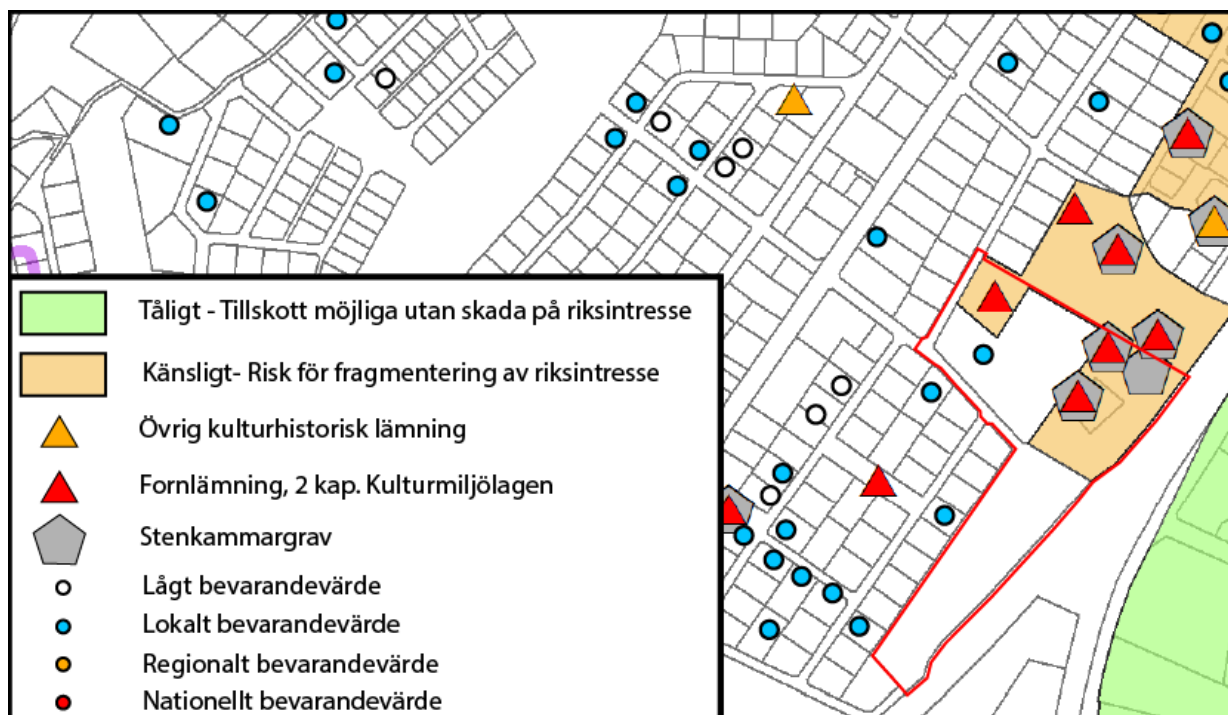 Tåligt - Tillskott möjliga utan skada på riksintresse
Känsligt- Risk för fragmentering av riksintresse
Övrig kulturhistorisk lämning
Fornlämning, 2 kap. Kulturmiljölagen
Stenkammargrav
Lågt bevarandevärde
Lokalt bevarandevärde
Regionalt bevarandevärde
Nationellt bevarandevärde